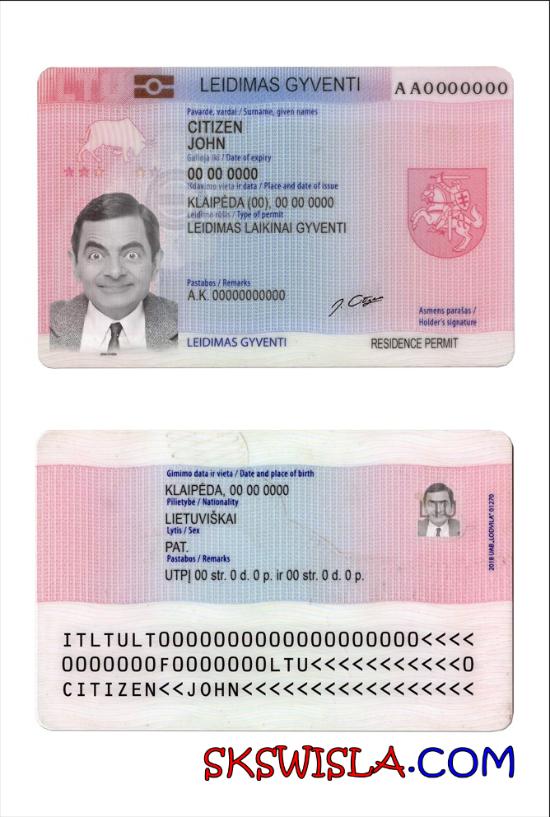 LTU
LEIDIMAS GYVENTI
AA0000000
Pavardė, vardai / Surname, given names
CITIZEN
JOHN
Galioja iki / Date of expiry
00 00 0000
Išdavimo vieta ir data / Place and date of issue
KLAIPĖDA (00), 00 00 0000
Leidimo rūšis / Type of permit
LEIDIMAS LAIKINAI GYVENTI
Pastabos / Remarks
A.K. 00000000000
Asmens parašas /
Holder's signature
LEIDIMAS GYVENTI
RESIDENCE PERMIT
Gimimo data ir vieta / Date and place of birth
KLAIPĖDA, 00 00 0000
Pilietybė / Nationality
LIETUVIŠKAI
Lytis / Sex
PAT.
Pastabos / Remarks
UTPĮ 00 str. 0 d. 0 p. ir 00 str. 0 d. 0 p.
2018 UAB „LODVILA" 01270
ITLTULT0000000000000000000<<<<
0000000F0000000LTU<<<<<<<<<<<0
CITIZEN<<JOHN<<<<<<<<<<<<<<<<<
SKSWISLA.COM